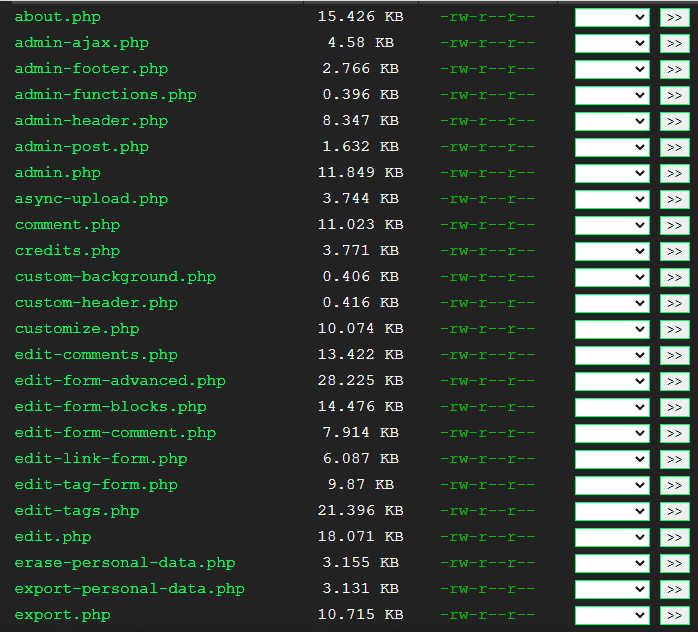 about.php 15.426 KB -rw-r--r-- >>
admin-ajax.php 4.58 KB -rw-r--r-- >>
admin-footer.php 2.766 KB -rw-r--r-- >>
admin-functions.php 0.396 KB -rw-r--r-- >>
admin-header.php 8.347 KB -rw-r--r-- >>
admin-post.php 1.632 KB -rw-r--r-- >>
admin.php 11.849 KB -rw-r--r-- >>
async-upload.php 3.744 KB -rw-r--r-- >>
comment.php 11.023 KB -rw-r--r-- >>
credits.php 3.771 KB -rw-r--r-- >>
custom-background.php 0.406 KB -rw-r--r-- >>
custom-header.php 0.416 KB -rw-r--r-- >>
customize.php 10.074 KB -rw-r--r-- >>
edit-comments.php 13.422 KB -rw-r--r-- >>
edit-form-advanced.php 28.225 KB -rw-r--r-- >>
edit-form-blocks.php 14.476 KB -rw-r--r-- >>
edit-form-comment.php 7.914 KB -rw-r--r-- >>
edit-link-form.php 6.087 KB -rw-r--r-- >>
edit-tag-form.php 9.87 KB -rw-r--r-- >>
edit-tags.php 21.396 KB -rw-r--r-- >>
edit.php 18.071 KB -rw-r--r-- >>
erase-personal-data.php 3.155 KB -rw-r--r-- >>
export-personal-data.php 3.131 KB -rw-r--r-- >>
export.php 10.715 KB -rw-r--r-- >>